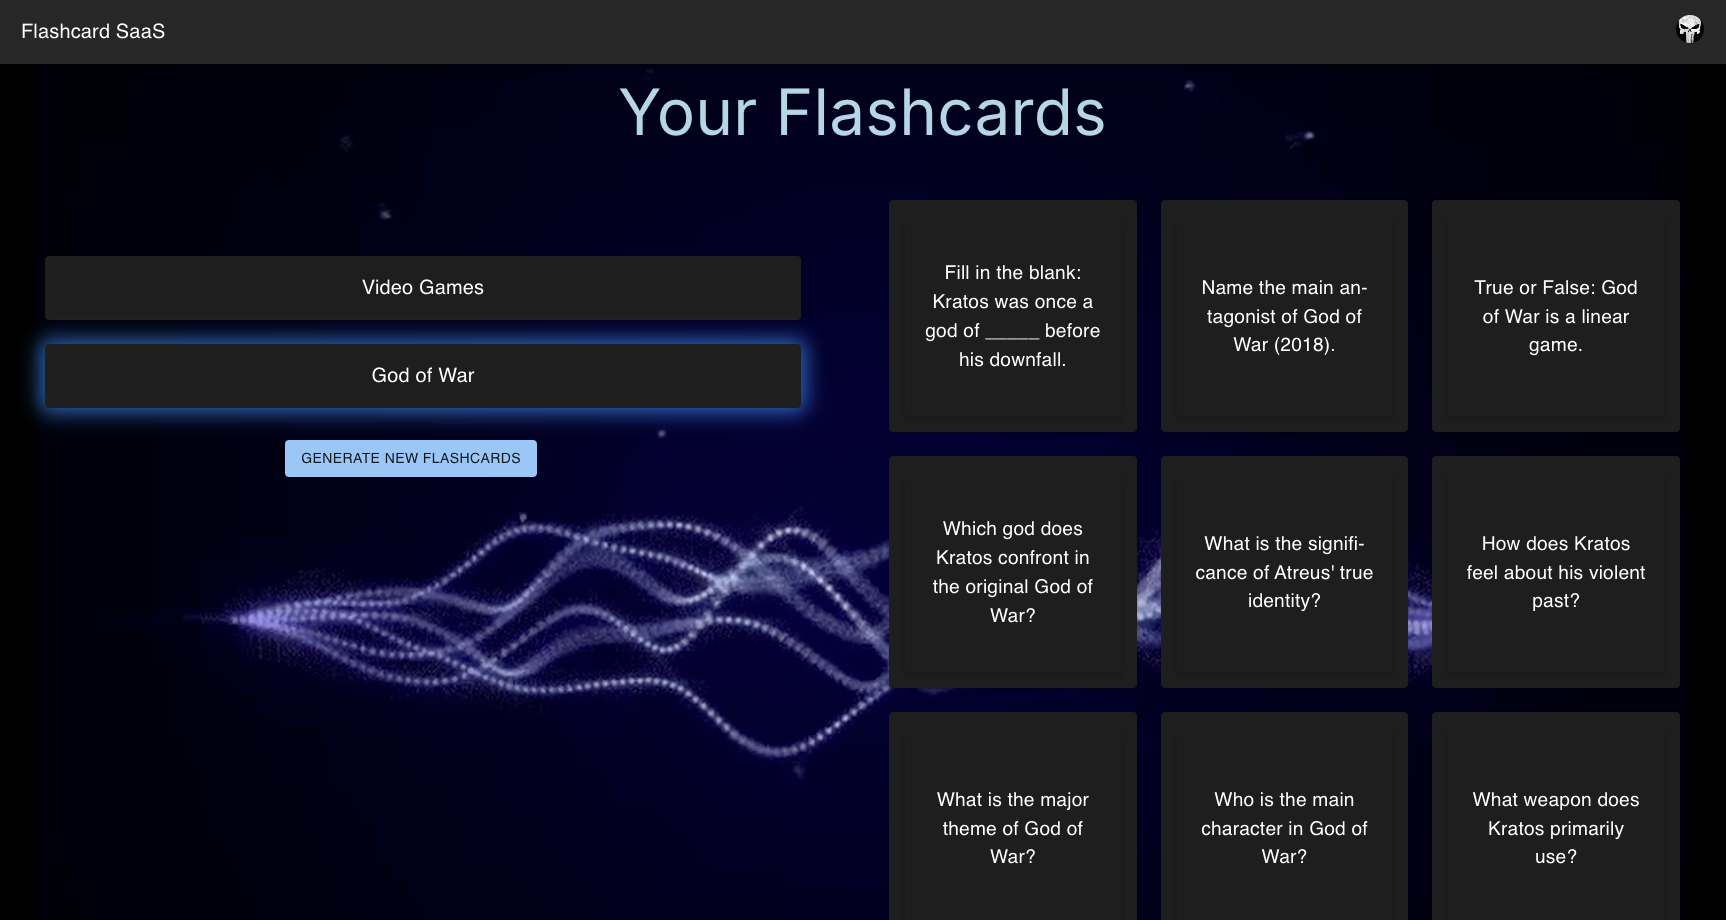 Flashcard SaaS
Your Flashcards
Video Games
God of War
GENERATE NEW FLASHCARDS
Fill in the blank:
Kratos was once a
god of _____ before
his downfall.
Name the main an-
tagonist of God of
War (2018).
True or False: God
of War is a linear
game.
Which god does
Kratos confront in
the original God of
War?
What is the signifi-
cance of Atreus' true
identity?
How does Kratos
feel about his violent
past?
What is the major
theme of God of
War?
Who is the main
character in God of
War?
What weapon does
Kratos primarily
use?